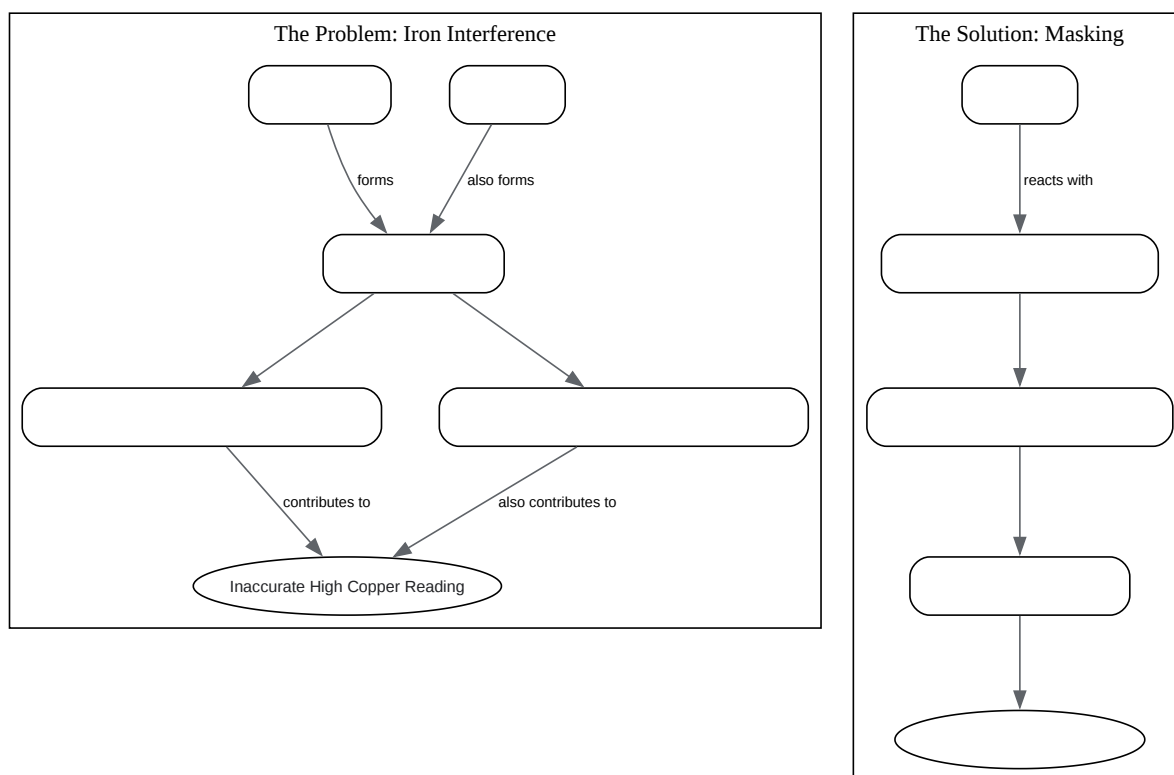 The Problem: Iron Interference
The Solution: Masking
forms
also forms
reacts with
contributes to
also contributes to
Inaccurate High Copper Reading